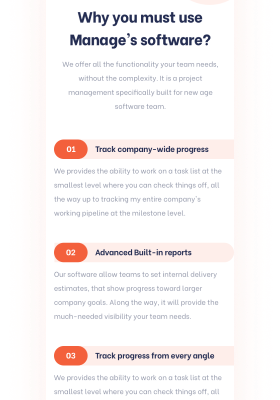 Why you must use
Manage's software?
We offer all the functionality your team needs,
without the complexity. It is a project
management specifically built for new age
software team.
01 Track company-wide progress
We provides the ability to work on a task list at the
smallest level where you can check things off, all
the way up to tracking my entire company's
working pipeline at the milestone level.
02 Advanced Built-in reports
Our software allow teams to set internal delivery
estimates, that show progress toward larger
company goals. Along the way, it will provide the
much-needed visibility your team needs.
03 Track progress from every angle
We provides the ability to work on a task list at the
smallest level where you can check things off, all